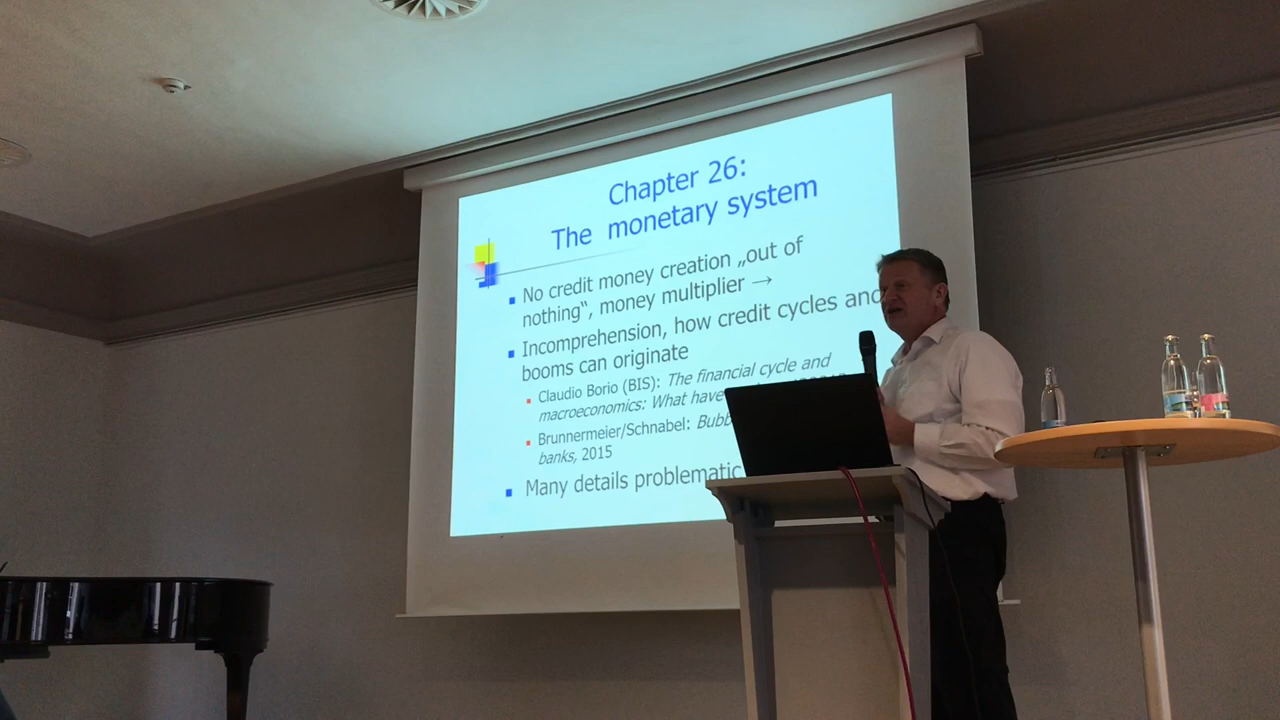 Chapter 26:
The monetary system
No credit money creation „out of
nothing“, money multiplier →
Incomprehension, how credit cycles and
booms can originate
Claudio Borio (BIS): The financial cycle and
macroeconomics: What have
Brunnermeier/Schnabel:
banks, 2015
Many details problematic